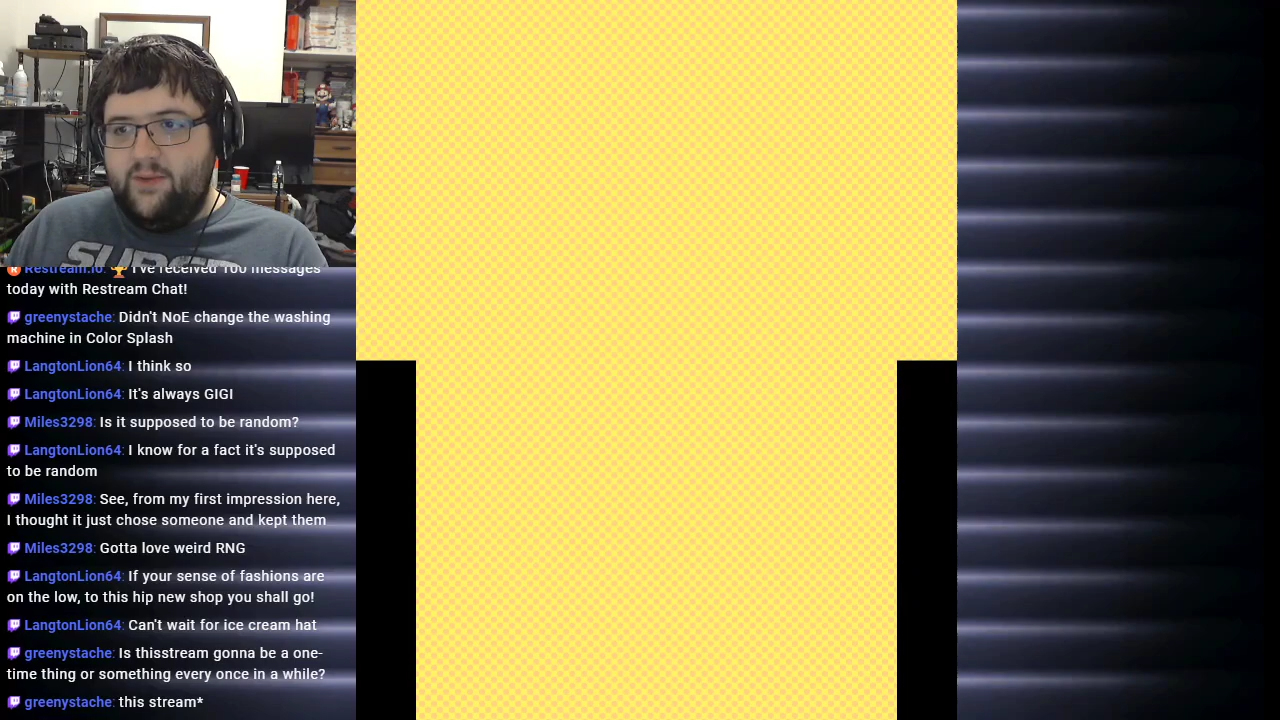 SUPER
Restream.io: I've received 100 messages
today with Restream Chat!
greenystache: Didn't NoE change the washing
machine in Color Splash
LangtonLion64: I think so
LangtonLion64: It's always GIGI
Miles3298: Is it supposed to be random?
LangtonLion64: I know for a fact it's supposed
to be random
Miles3298: See, from my first impression here,
I thought it just chose someone and kept them
Miles3298: Gotta love weird RNG
LangtonLion64: If your sense of fashions are
on the low, to this hip new shop you shall go!
LangtonLion64: Can't wait for ice cream hat
greenystache: Is thisstream gonna be a one-
time thing or something every once in a while?
greenystache: this stream*